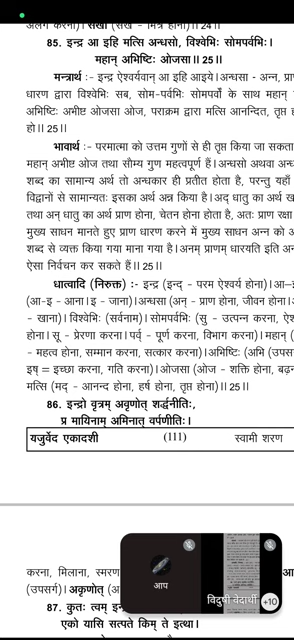 अलग करना)। सखा (सख - मित्र होना)।।24।।
85. इन्द्र आ इहि मत्सि अन्धसो, विश्वेभिः सोमपर्वभिः।
महान् अभिष्टिः ओजसा।।25।।
मन्त्रार्थ :- इन्द्र ऐश्वर्यवान् आ इहि आइये।अन्धसा - अन्न,
धारण द्वारा विश्वेभिः सब, सोम-पर्वभिः सोमपर्वों के साथ महान्
अभिष्टिः अभीष्ट ओजसा ओज, पराक्रम द्वारा मत्सि आनन्दित, तृप्त
हो।।25।।
भावार्थ :- परमात्मा को उत्तम गुणों से ही तृप्त किया जा सकता
महान् अभीष्ट ओज तथा सौम्य गुण महत्वपूर्ण हैं।अन्धसो अथवा
शब्द का सामान्य अर्थ तो अन्धकार ही प्रतीत होता है, परन्तु यहाँ
विद्वानों से सामान्यतः इसका अर्थ अन्न किया है।अद् धातु का अर्थ
तथा अन् धातु का अर्थ प्राण होना, चेतन होना होता है, अतः प्राण रक्षा
मुख्य साधन मानते हुए प्राण धारण करने में मुख्य साधन अन्न को
शब्द से व्यक्त किया गया माना गया है।अनम् प्राणम् धारयति इति
ऐसा निर्वचन कर सकते हैं।।25।।
धात्वादि (निरुक्त) :- इन्द्र (इन्द् - परम ऐश्वर्य होना)।आ-
(आ-इ - आना।इ - जाना)।अन्धसा (अन् - प्राण होना, जीवन होना।
- खाना)।विश्वेभिः (सर्वनाम)।सोमपर्वभिः (सु - उत्पन्न करना,
होना।सू - प्रेरणा करना।पर्व् - पूर्ण करना, विभाग करना)।महान्
- महत्व होना, सम्मान करना, सत्कार करना)।अभिष्टिः (अभि
इष् = इच्छा करना, गति करना)।ओजसा (ओज - शक्ति होना,
मत्सि (मद् - आनन्द होना, हर्ष होना, तृप्त होना)।।25।।
86. इन्द्रो वृत्रम् अवृणोत् शर्द्धनीतिः,
प्र मायिनाम् अमिनात् वर्पणीतिः।
यजुर्वेद एकादशी (111) स्वामी शरण
करना, मिलाना, स्मरण
(उपसर्ग)। अकृणोत्
87. कुतः त्वम्
एको यासि सत्पते किम् ते इत्था।
आप
विदुषी वेदार्थी
+10